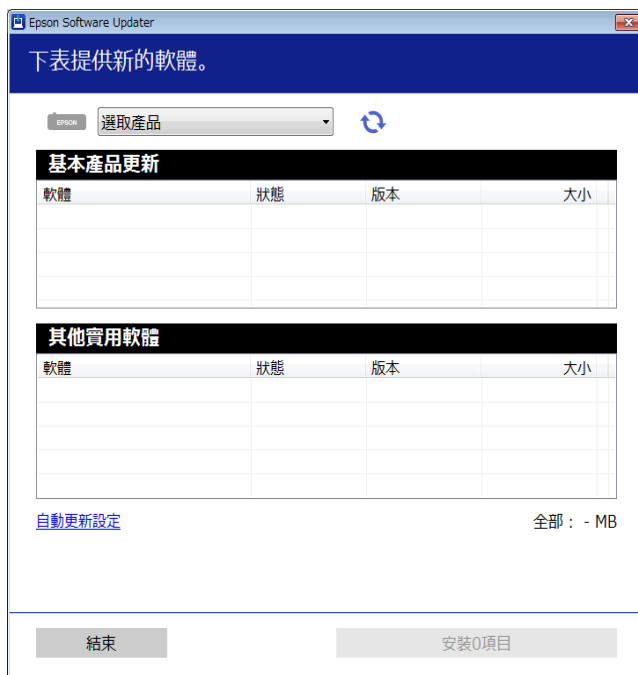 Epson Software Updater
下表提供新的軟體。
EPSON 選取產品
基本產品更新
軟體 狀態 版本 大小
其他實用軟體
軟體 狀態 版本 大小
自動更新設定 全部： - MB
結束 安裝0項目